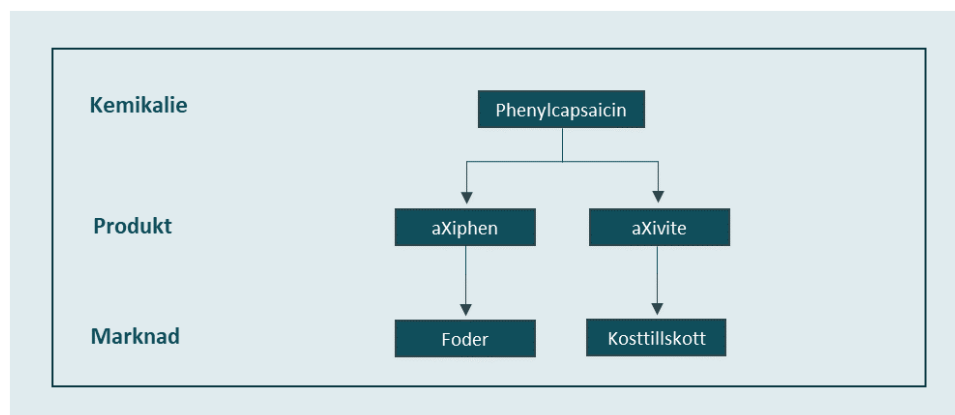 Kemikalie
Phenylcapsaicin
Produkt
aXiphen
aXivite
Marknad
Foder
Kosttillskott